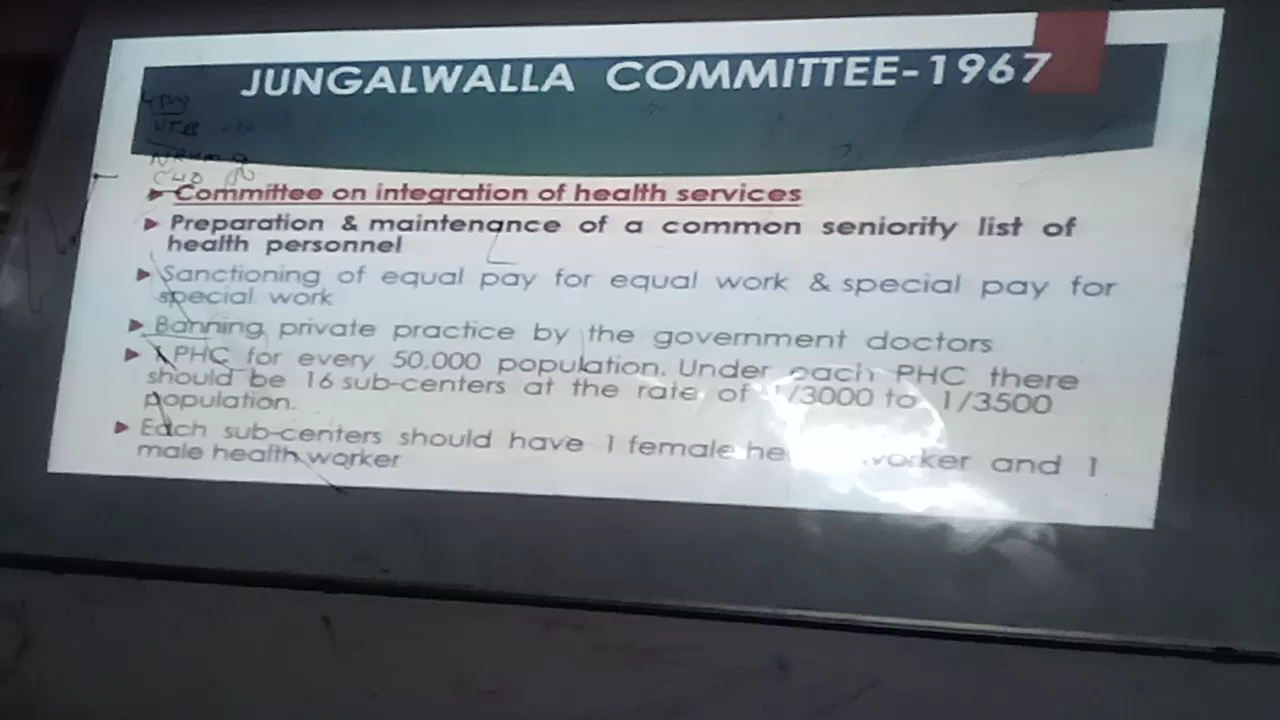 JUNGALWALLA COMMITTEE-1967
Committee on integration of health services
Preparation & maintenance of a common seniority list of
health personnel
Sanctioning of equal pay for equal work & special pay for
special work
Banning private practice by the government doctors
1 PHC for every 50,000 population. Under each PHC there
should be 16 sub-centers at the rate of 1/3000 to 1/3500
population.
Each sub-centers should have 1 female worker and 1
male health worker